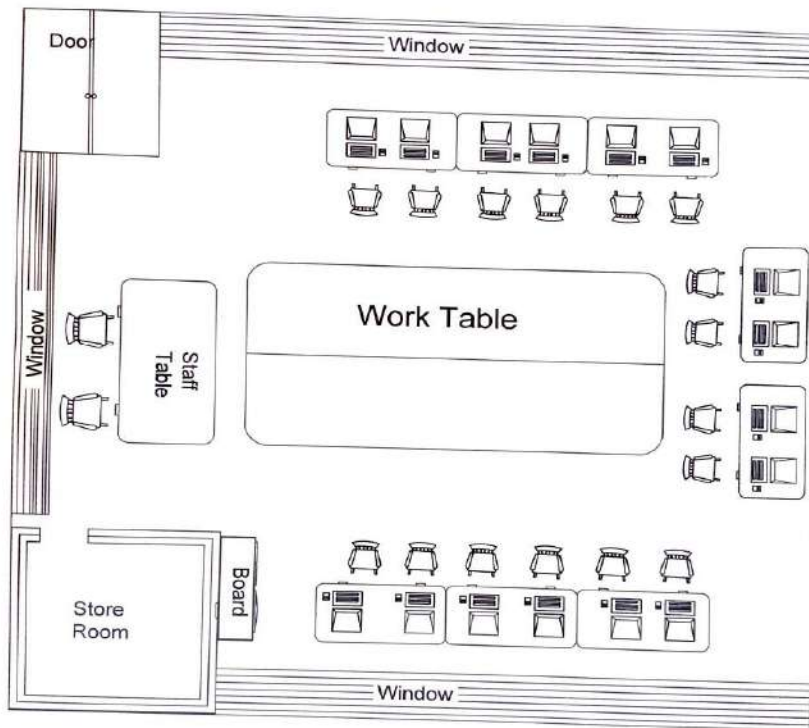 Door
Window
Work Table
Window
Staff
Table
Board
Store
Room
Window